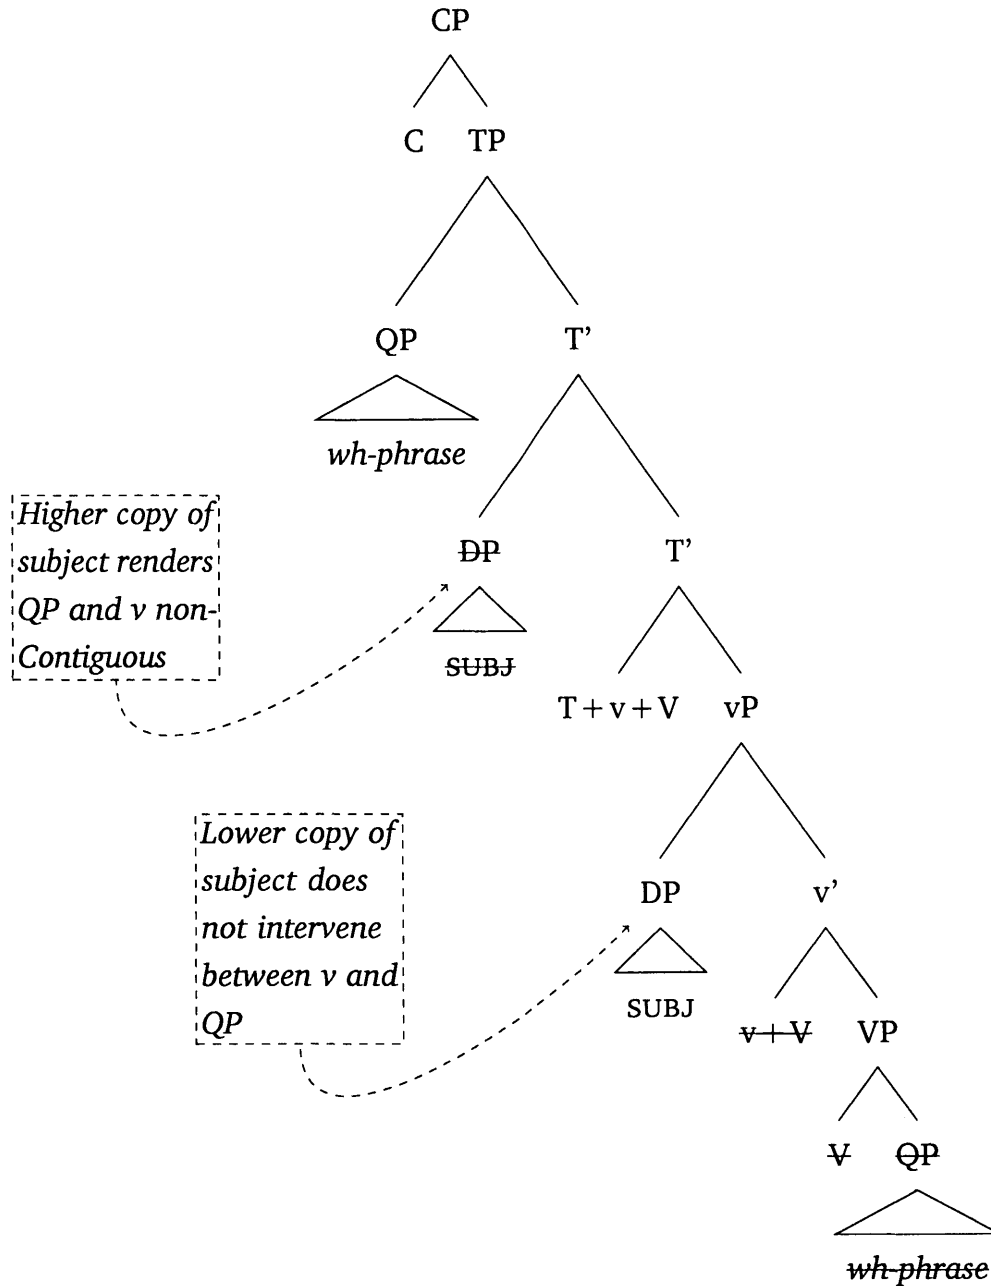 CP
C TP
QP T’
wh-phrase
Higher copy of
subject renders
QP and v non-
Contiguous
DP T’
SUBJ
T+v+V vP
Lower copy of
subject does
not intervene
between v and
QP
DP v’
SUBJ
v+V VP
V QP
wh-phrase